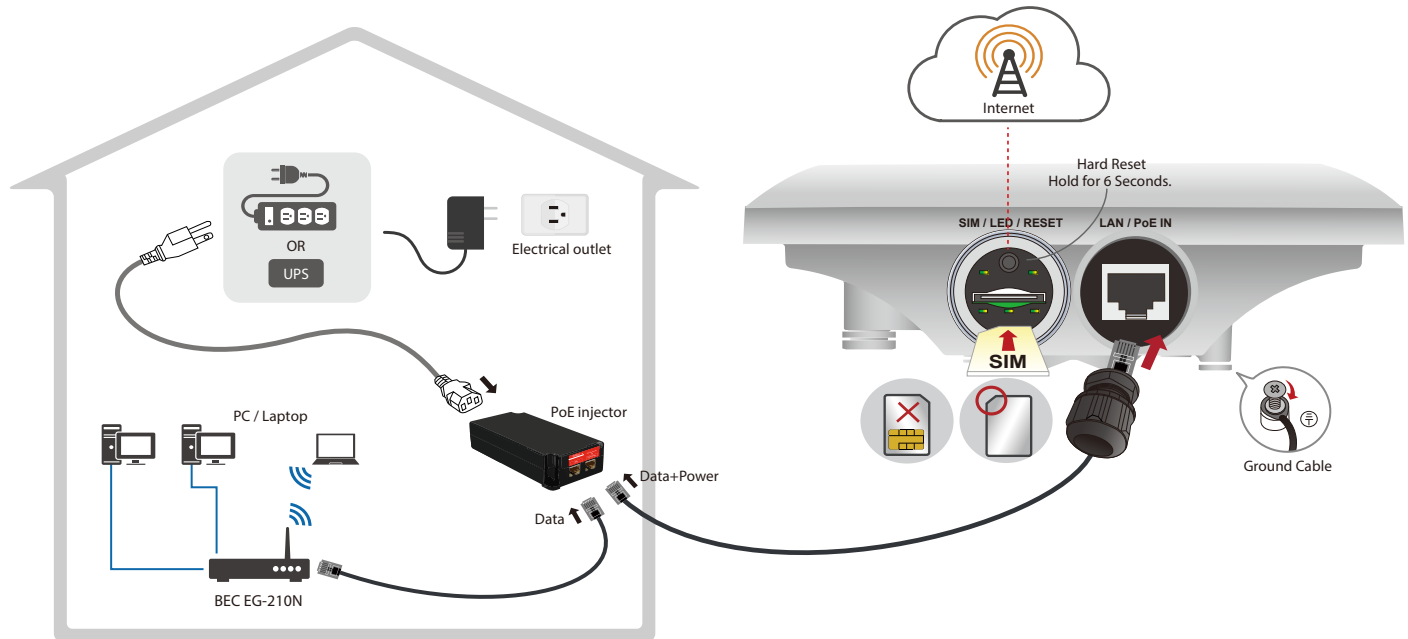 Internet
Hard Reset
Hold for 6 Seconds.
SIM / LED / RESET
LAN / PoE IN
OR
UPS
Electrical outlet
SIM
PC / Laptop
PoE injector
Data+Power
Data
Ground Cable
BEC EG-210N